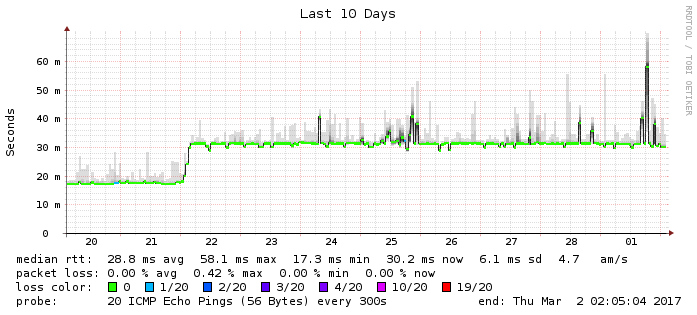 Last 10 Days
RRDTOOL / TOBI OETIKER
Seconds
60 m
50 m
40 m
30 m
20 m
10 m
0
20 21 22 23 24 25 26 27 28 01
median rtt: 28.8 ms avg 58.1 ms max 17.3 ms min 30.2 ms now 6.1 ms sd 4.7 am/s
packet loss: 0.00 % avg 0.42 % max 0.00 % min 0.00 % now
loss color: 0 1/20 2/20 3/20 4/20 10/20 19/20
probe: 20 ICMP Echo Pings (56 Bytes) every 300s end: Thu Mar 2 02:05:04 2017